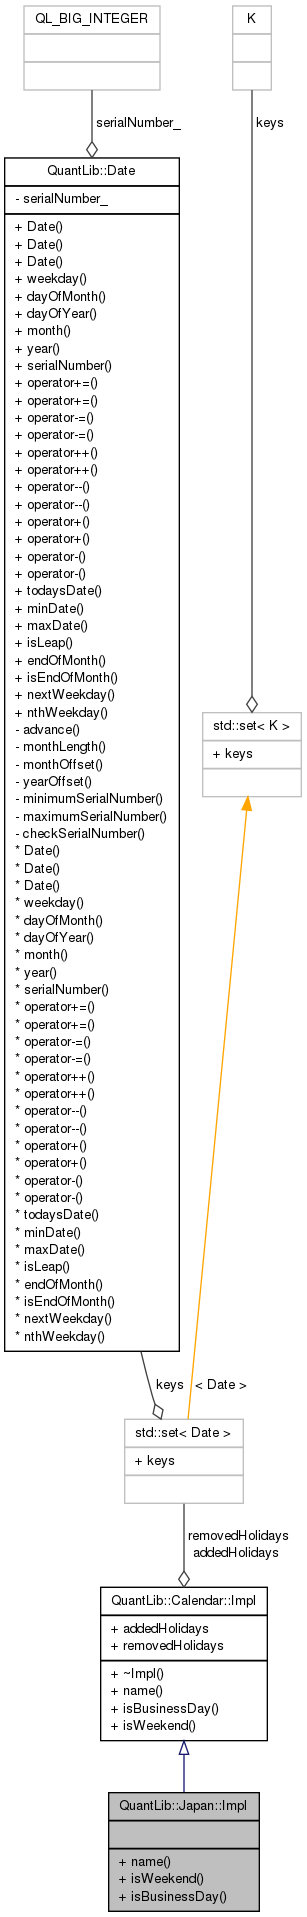 QL_BIG_INTEGER
K
serialNumber_
keys
QuantLib::Date
- serialNumber_
+ Date()
+ Date()
+ Date()
+ weekday()
+ dayOfMonth()
+ dayOfYear()
+ month()
+ year()
+ serialNumber()
+ operator+=()
+ operator+=()
+ operator-=()
+ operator-=()
+ operator++()
+ operator++()
+ operator--()
+ operator--()
+ operator+()
+ operator+()
+ operator-()
+ operator-()
+ todaysDate()
+ minDate()
+ maxDate()
+ isLeap()
+ endOfMonth()
+ isEndOfMonth()
+ nextWeekday()
+ nthWeekday()
- advance()
- monthLength()
- monthOffset()
- yearOffset()
- minimumSerialNumber()
- maximumSerialNumber()
- checkSerialNumber()
* Date()
* Date()
* Date()
* weekday()
* dayOfMonth()
* dayOfYear()
* month()
* year()
* serialNumber()
* operator+=()
* operator+=()
* operator-=()
* operator-=()
* operator++()
* operator++()
* operator--()
* operator--()
* operator+()
* operator+()
* operator-()
* operator-()
* todaysDate()
* minDate()
* maxDate()
* isLeap()
* endOfMonth()
* isEndOfMonth()
* nextWeekday()
* nthWeekday()
std::set< K >
+ keys
keys
< Date >
std::set< Date >
+ keys
removedHolidays
addedHolidays
QuantLib::Calendar::Impl
+ addedHolidays
+ removedHolidays
+ ~Impl()
+ name()
+ isBusinessDay()
+ isWeekend()
QuantLib::Japan::Impl
+ name()
+ isWeekend()
+ isBusinessDay()